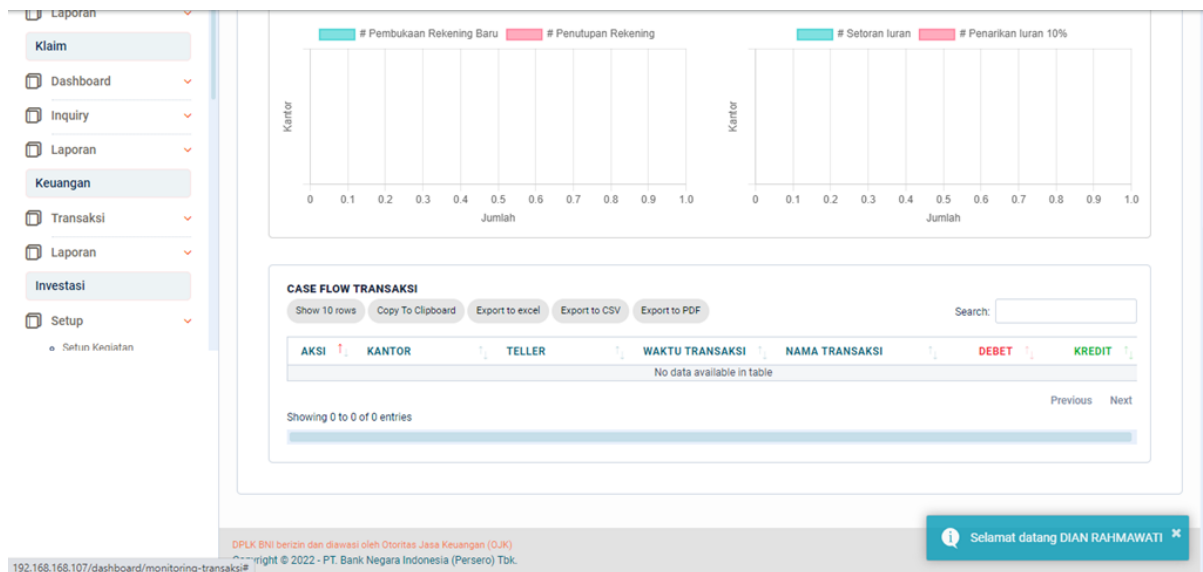 Laporan
Klaim
Dashboard
Inquiry
Laporan
Keuangan
Transaksi
Laporan
Investasi
Setup
Setup Kegiatan
# Pembukaan Rekening Baru # Penutupan Rekening
Kantor
0 0.1 0.2 0.3 0.4 0.5 0.6 0.7 0.8 0.9 1.0
Jumlah
# Setoran Iuran # Penarikan Iuran 10%
Kantor
0 0.1 0.2 0.3 0.4 0.5 0.6 0.7 0.8 0.9 1.0
Jumlah
CASE FLOW TRANSAKSI
Show 10 rows Copy To Clipboard Export to excel Export to CSV Export to PDF Search:
AKSI KANTOR TELLER WAKTU TRANSAKSI NAMA TRANSAKSI DEBET KREDIT
No data available in table
Previous Next
Showing 0 to 0 of 0 entries
Selamat datang DIAN RAHMAWATI
DPLK BNI berizin dan diawasi oleh Otoritas Jasa Keuangan (OJK)
Copyright © 2022 - PT. Bank Negara Indonesia (Persero) Tbk.
192.168.168.107/dashboard/monitoring-transaksi#